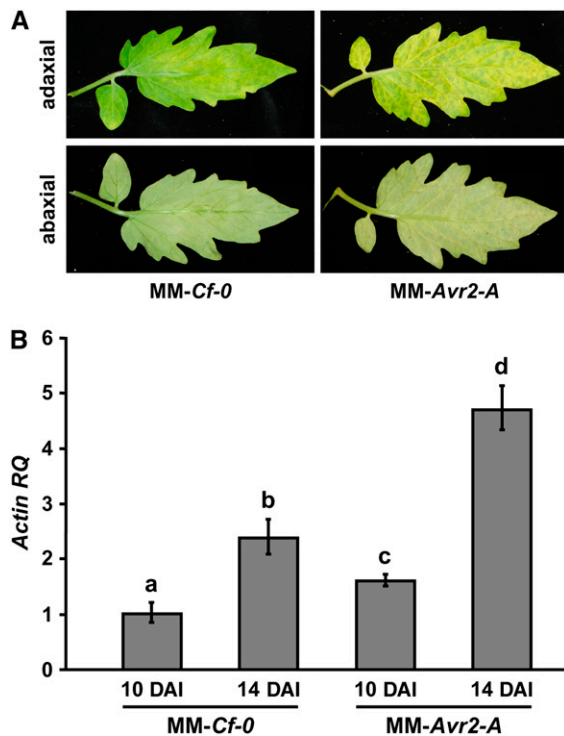 A
adaxial
abaxial
MM-Cf-0 MM-Avr2-A
B
Actin RQ
6
5
4
3
2
1
0
a
b
c
d
10 DAI 14 DAI 10 DAI 14 DAI
MM-Cf-0 MM-Avr2-A